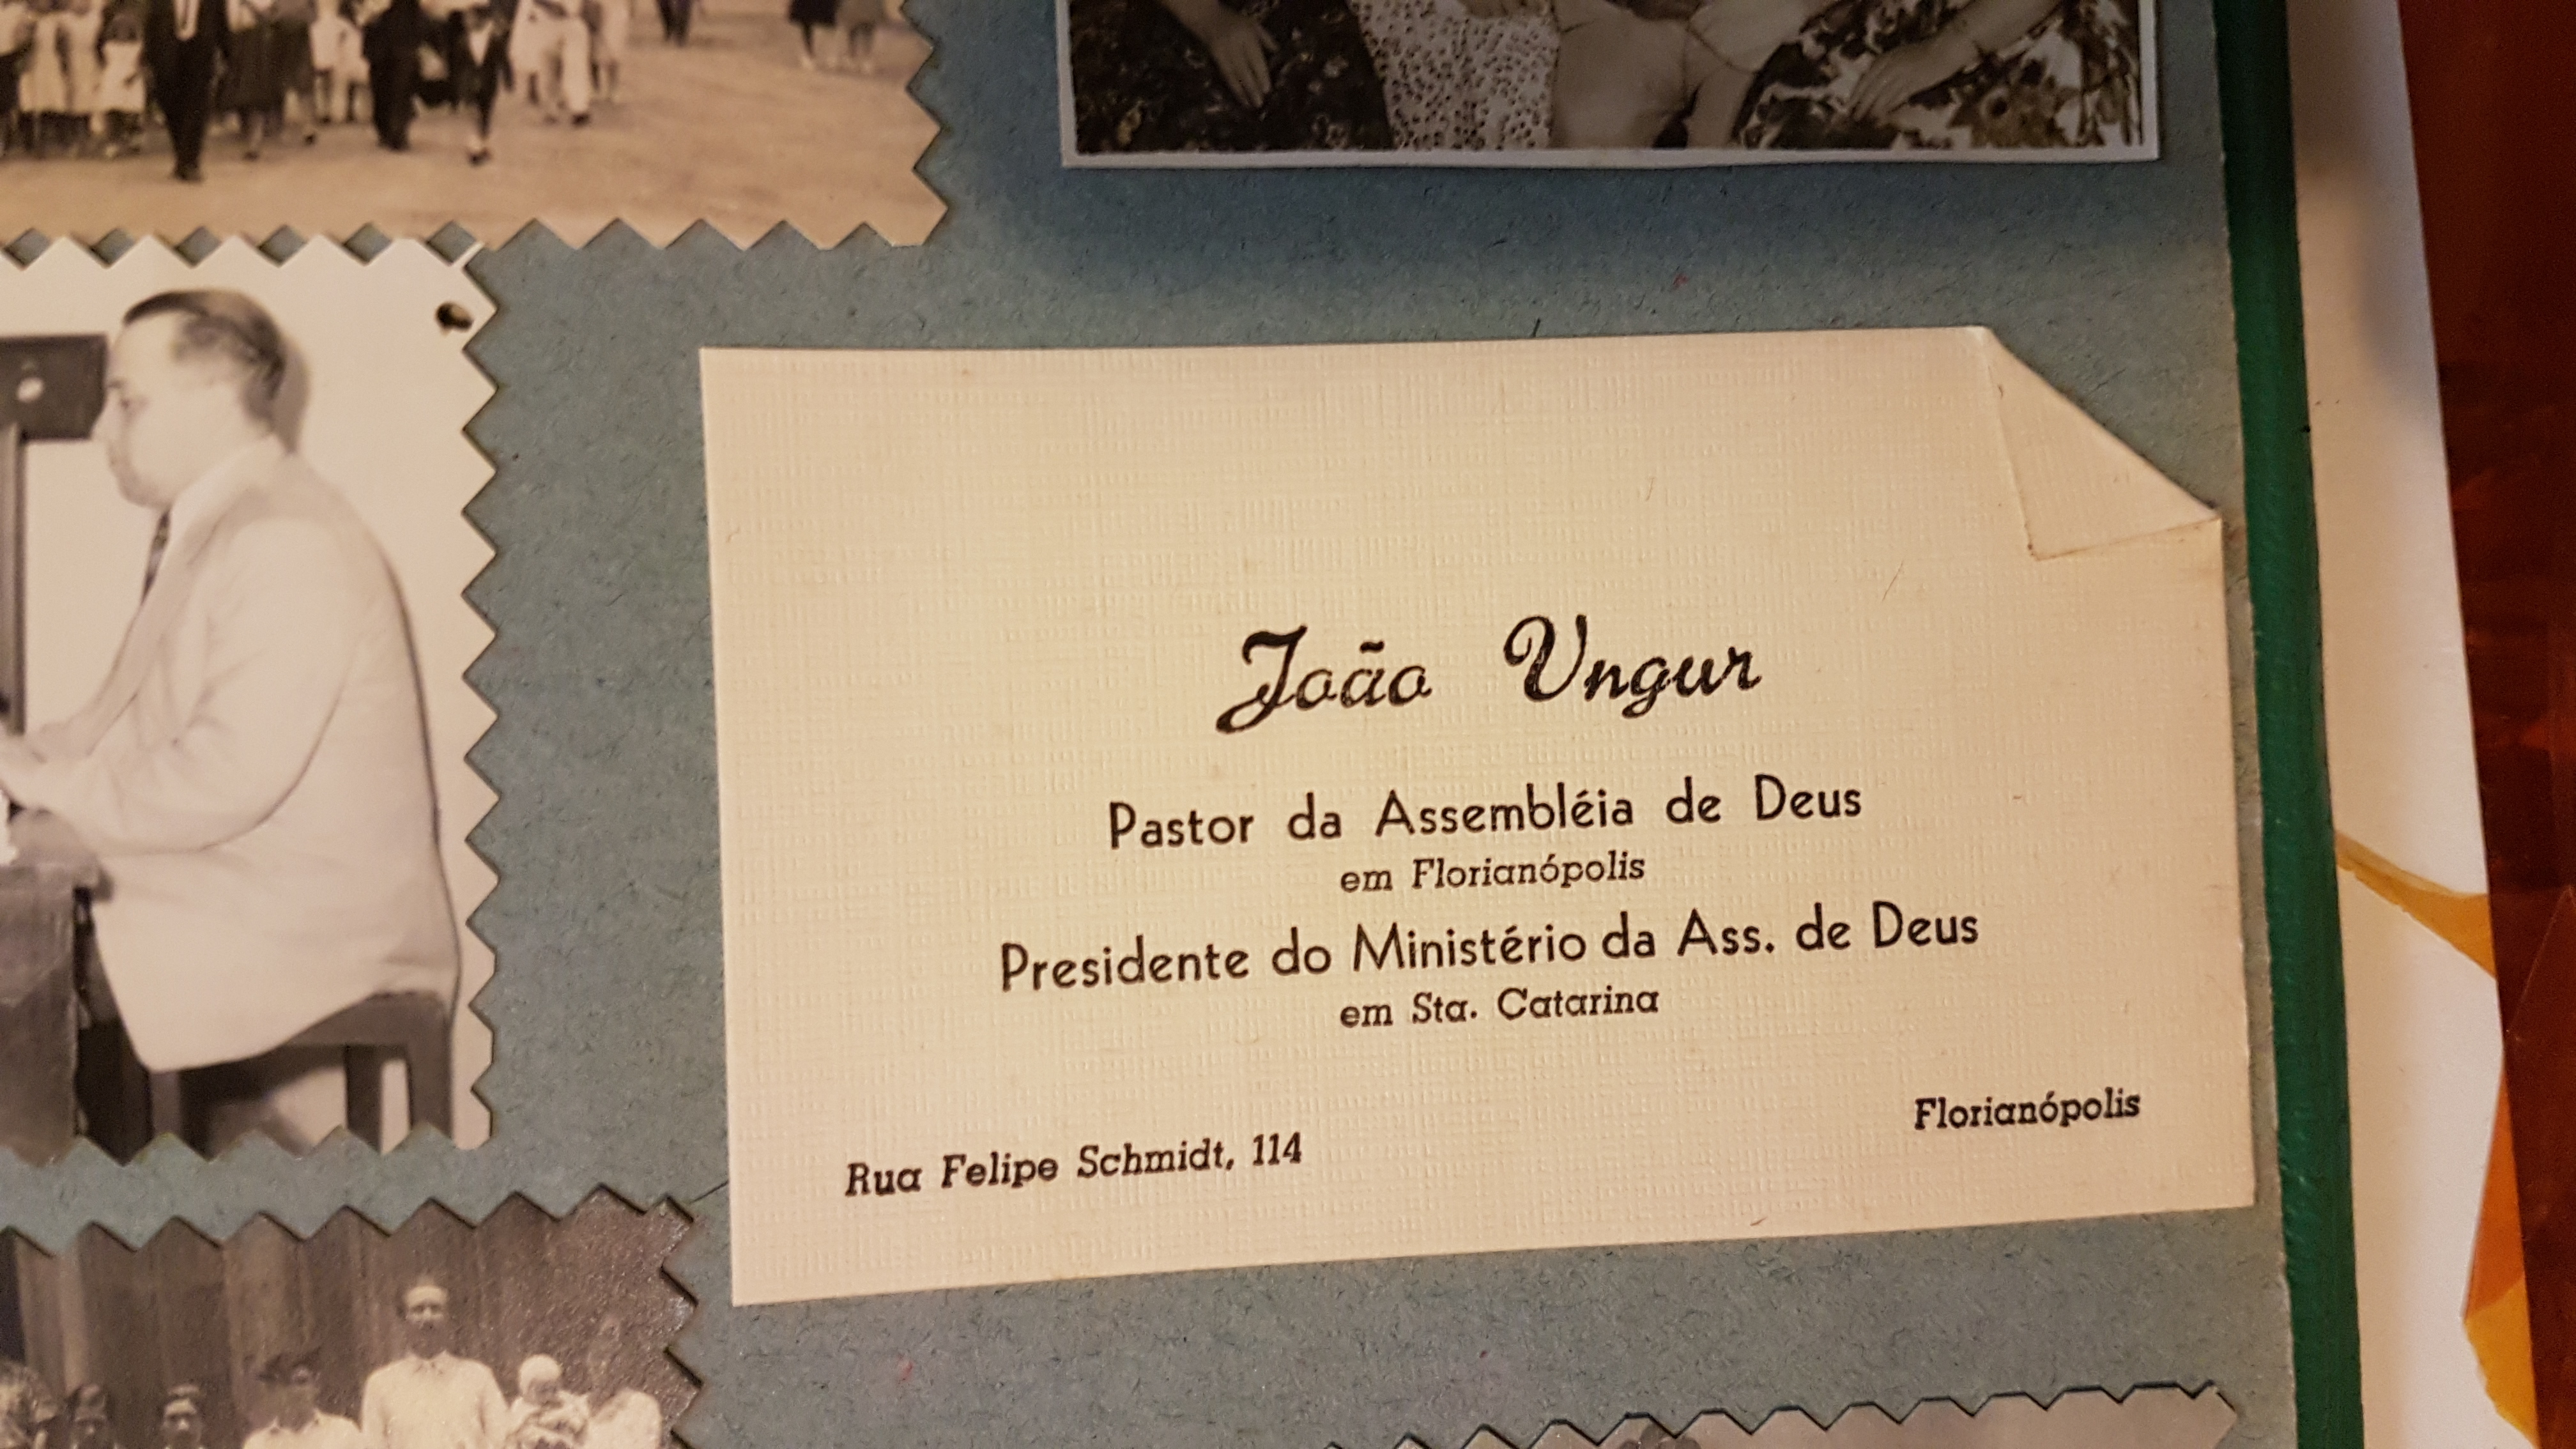 João Ungur
Pastor da Assembléia de Deus
em Florianópolis
Presidente do Ministério da Ass. de Deus
em Sta. Catarina
Rua Felipe Schmidt, 114
Florianópolis